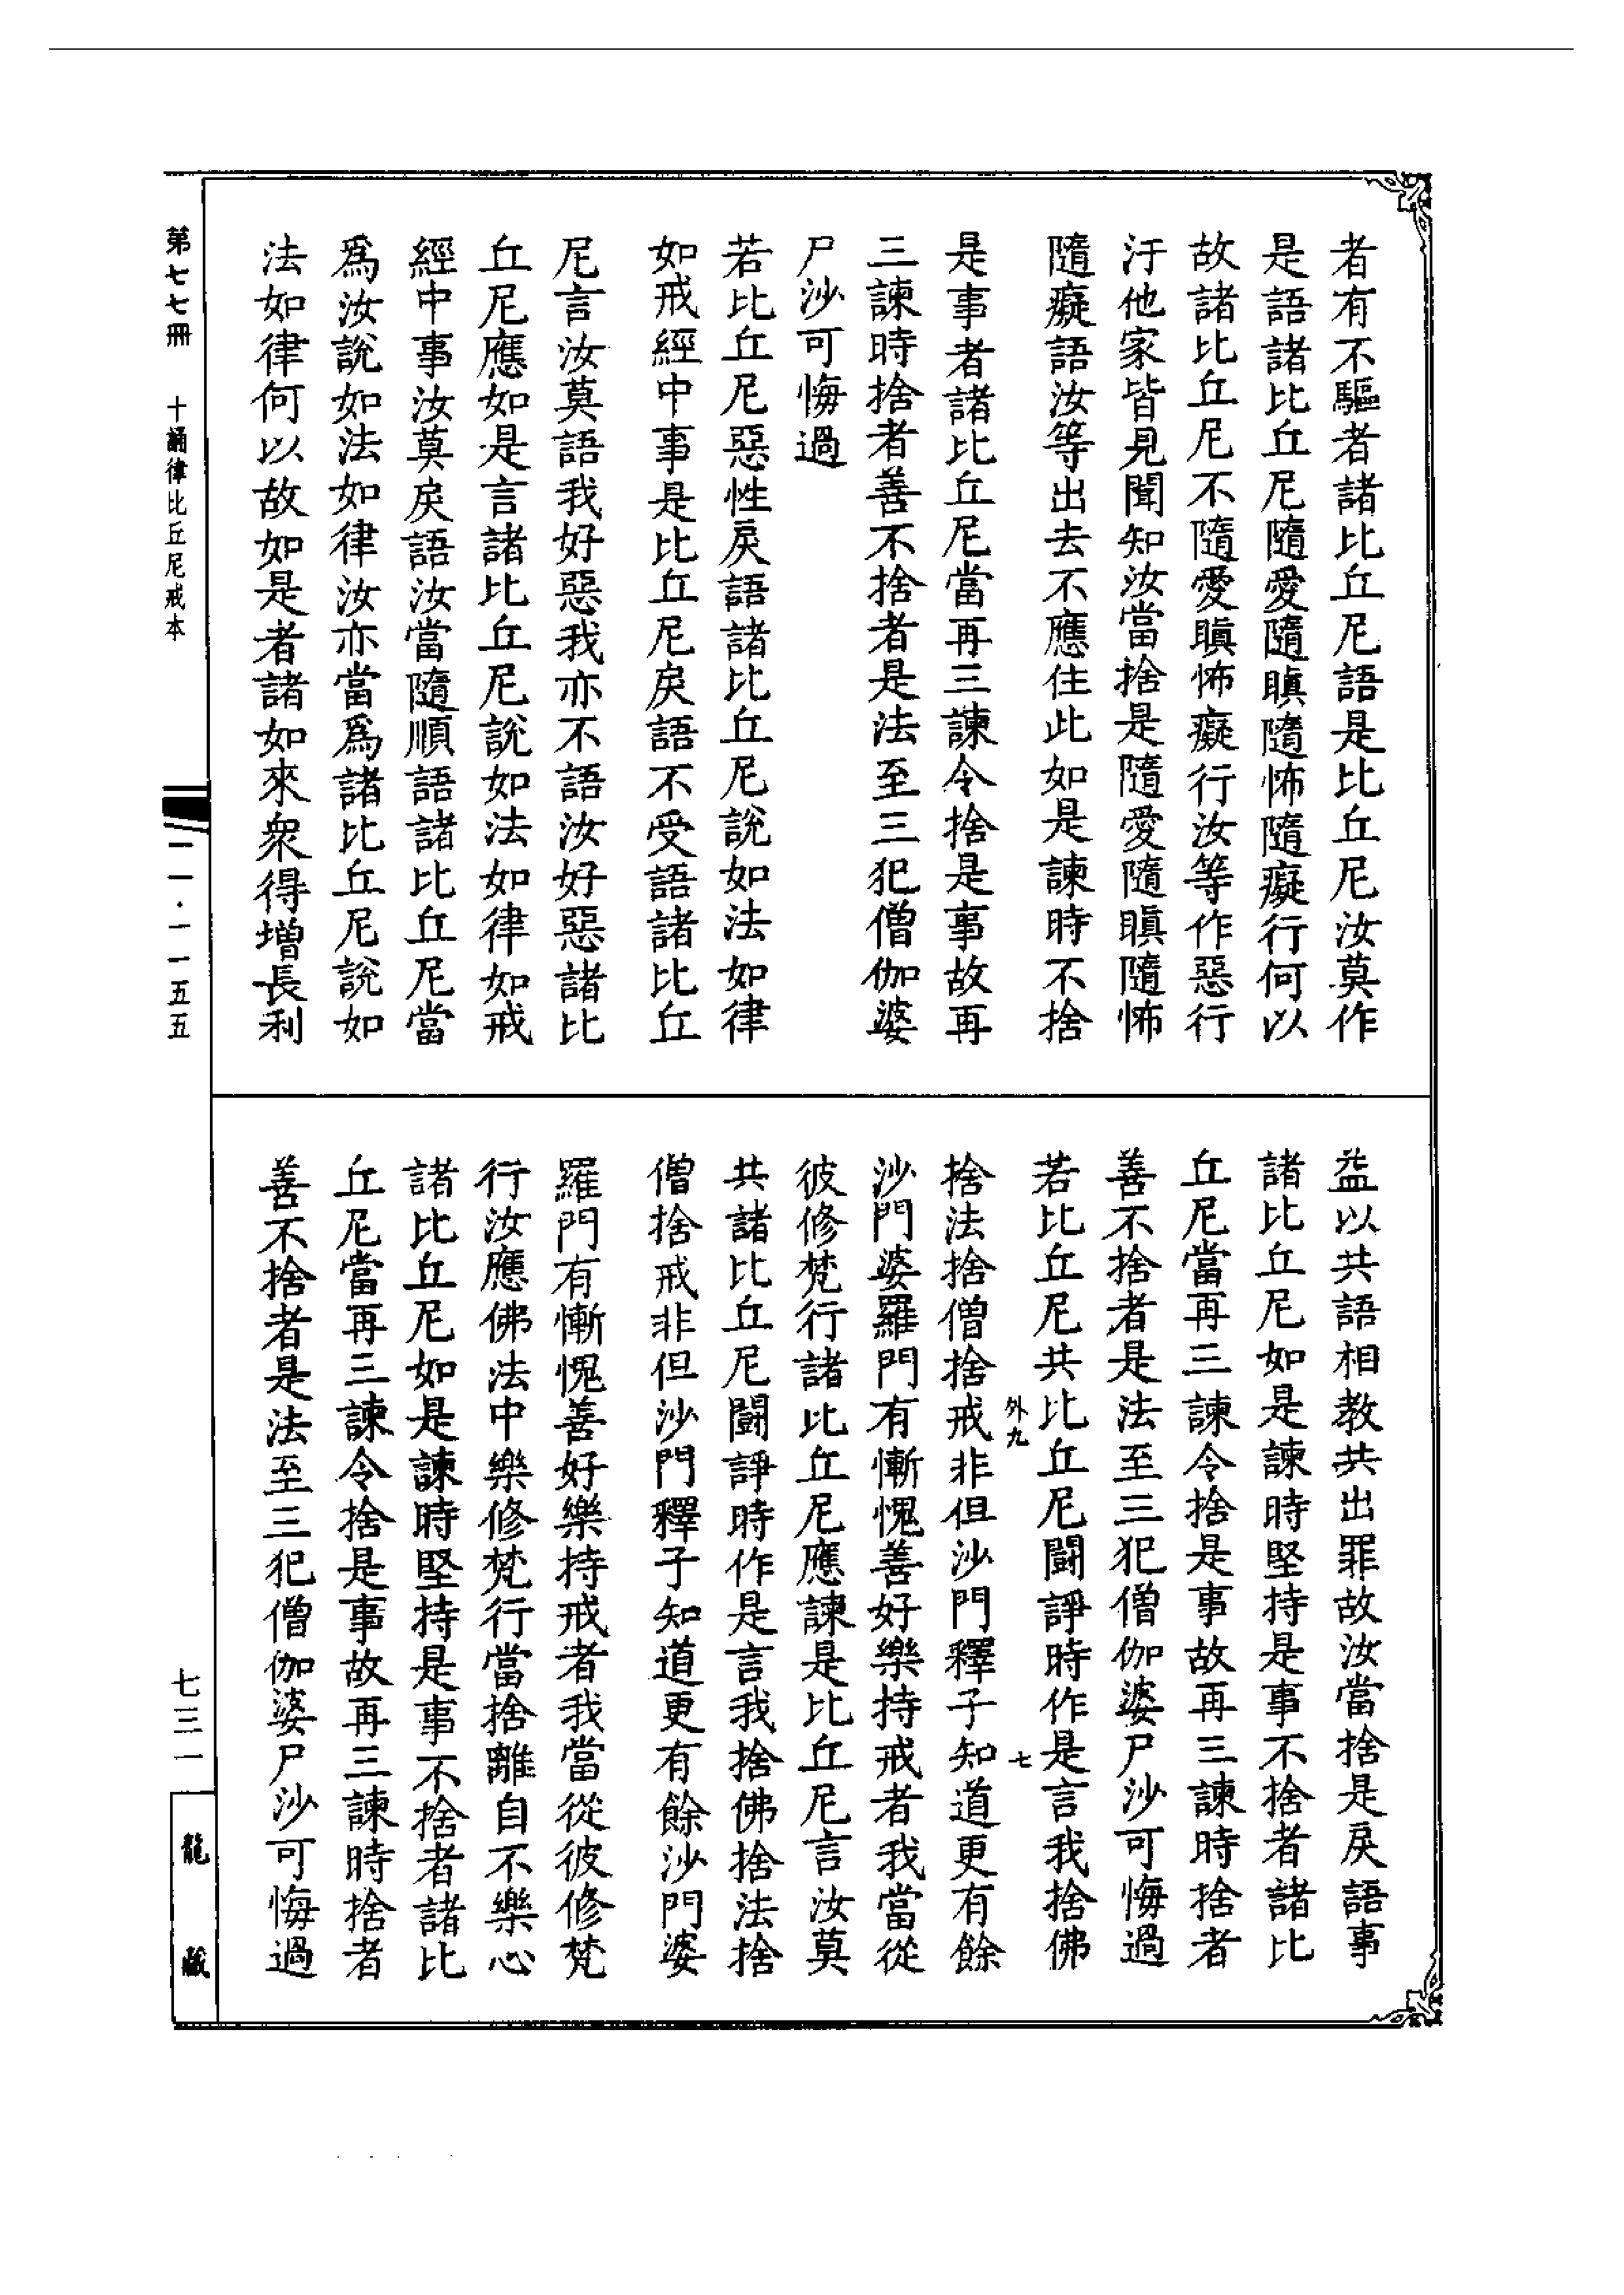 者有不驅者諸比丘尼語是比丘尼汝莫作
是語諸比丘尼隨愛隨瞋隨怖隨癡行何以
故諸比丘尼不隨愛瞋怖癡行汝等作惡行
汙他家皆見聞知汝當捨是隨愛隨瞋隨怖
隨癡語汝等出去不應住此如是諫時不捨
是事者諸比丘尼當再三諫令捨是事故再
三諫時捨者善不捨者是法至三犯僧伽婆
尸沙可悔過
若比丘尼惡性戾語諸比丘尼說如法如律
如戒經中事是比丘尼戾語不受語諸比丘
尼言汝莫語我好惡我亦不語汝好惡諸比
丘尼應如是言諸比丘尼說如法如律如戒
經中事汝莫戾語汝當隨順語諸比丘尼當
爲汝說如法如律汝亦當爲諸比丘尼說如
法如律何以故如是者諸如來衆得增長利
益以共語相教共出罪故汝當捨是戾語事
諸比丘尼如是諫時堅持是事不捨者諸比
丘尼當再三諫令捨是事故再三諫時捨者
善不捨者是法至三犯僧伽婆尸沙可悔過
若比丘尼共比丘尼鬪諍時作是言我捨佛
外九 七
捨法捨僧捨戒非但沙門釋子知道更有餘
沙門婆羅門有慚愧善好樂持戒者我當從
彼修梵行諸比丘尼應諫是比丘尼言汝莫
共諸比丘尼鬪諍時作是言我捨佛捨法捨
僧捨戒非但沙門釋子知道更有餘沙門婆
羅門有慚愧善好樂持戒者我當從彼修梵
行汝應佛法中樂修梵行當捨離自不樂心
諸比丘尼如是諫時堅持是事不捨者諸比
丘尼當再三諫令捨是事故再三諫時捨者
善不捨者是法至三犯僧伽婆尸沙可悔過
第七七冊 十誦律比丘尼戒本
二一·一一五五
七三一
龍藏